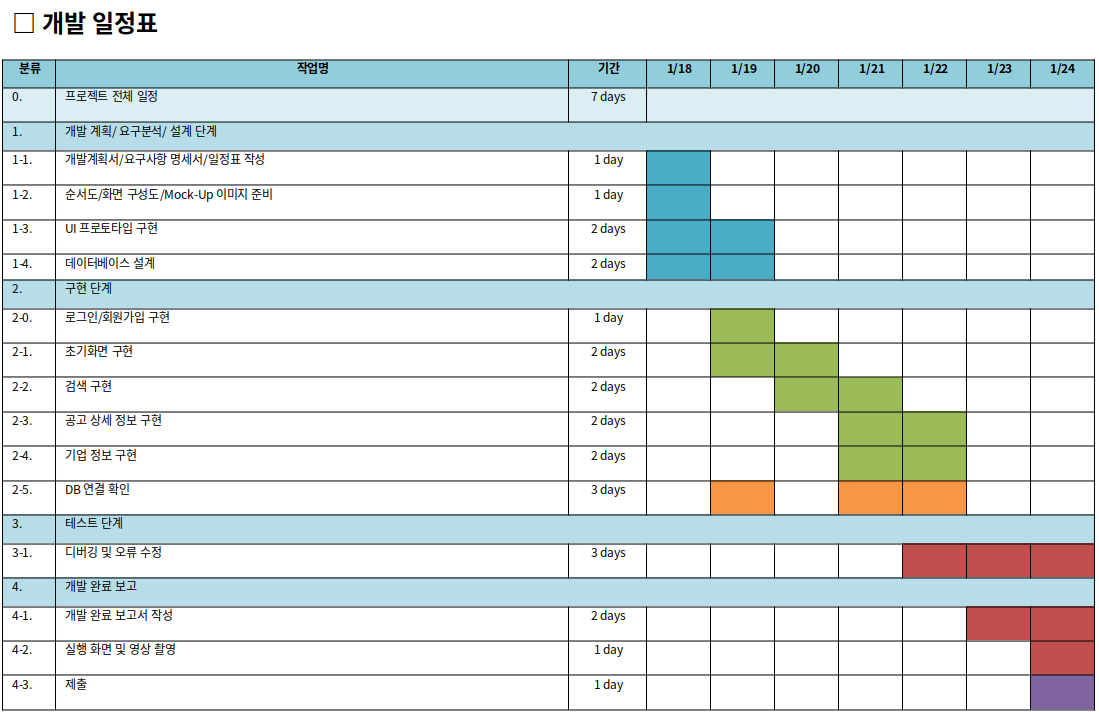 □ 개발 일정표
분류 작업명 기간 1/18 1/19 1/20 1/21 1/22 1/23 1/24
0. 프로젝트 전체 일정 7 days
1. 개발 계획/ 요구분석/ 설계 단계
1-1. 개발계획서/요구사항 명세서/일정표 작성 1 day
1-2. 순서도/화면 구성도/Mock-Up 이미지 준비 1 day
1-3. UI 프로토타입 구현 2 days
1-4. 데이터베이스 설계 2 days
2. 구현 단계
2-0. 로그인/회원가입 구현 1 day
2-1. 초기화면 구현 2 days
2-2. 검색 구현 2 days
2-3. 공고 상세 정보 구현 2 days
2-4. 기업 정보 구현 2 days
2-5. DB 연결 확인 3 days
3. 테스트 단계
3-1. 디버깅 및 오류 수정 3 days
4. 개발 완료 보고
4-1. 개발 완료 보고서 작성 2 days
4-2. 실행 화면 및 영상 촬영 1 day
4-3. 제출 1 day